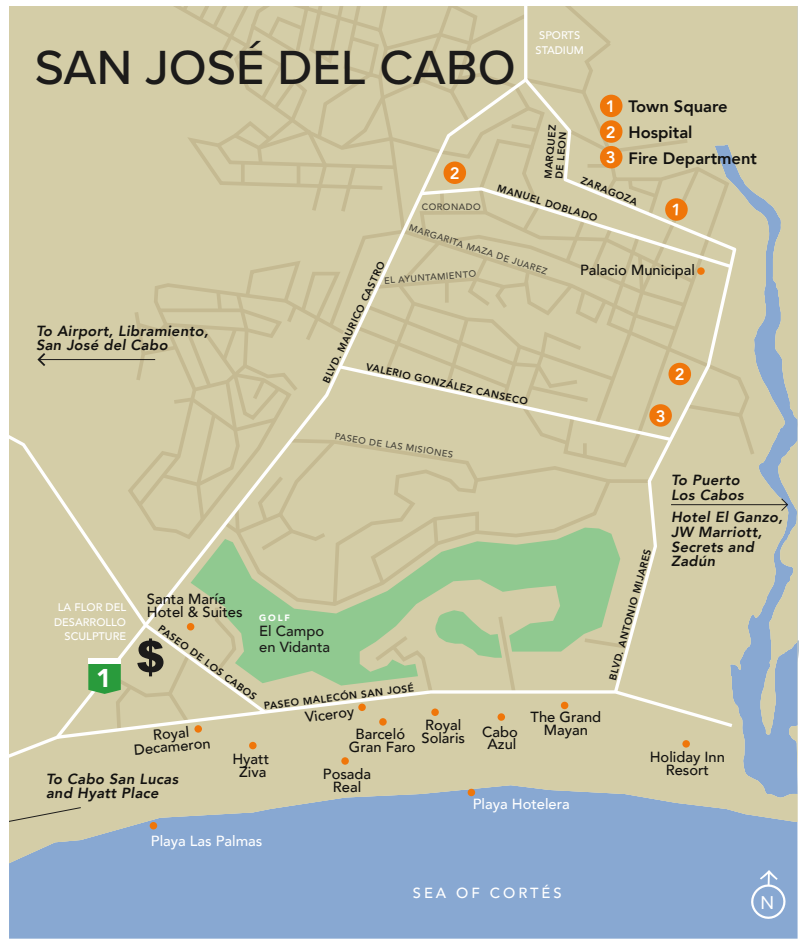 SAN JOSÉ DEL CABO
SPORTS
STADIUM
1 Town Square
2 Hospital
3 Fire Department
MARQUEZ
DE LEON
ZARAGOZA
2
1
MANUEL DOBLADO
CORONADO
MARGARITA MAZA DE JUAREZ
Palacio Municipal
EL AYUNTAMIENTO
BLVD. MAURICO CASTRO
To Airport, Libramiento,
San José del Cabo
VALERIO GONZÁLEZ CANSECO
2
3
PASEO DE LAS MISIONES
To Puerto
Los Cabos
Hotel El Ganzo,
JW Marriott,
Secrets and
Zadún
BLVD. ANTONIO MIJARES
LA FLOR DEL
DESARROLLO
SCULPTURE
Santa María
Hotel & Suites
GOLF
El Campo
en Vidanta
$
1
PASEO DE LOS CABOS
PASEO MALECÓN SAN JOSÉ
Royal
Decameron
Hyatt
Ziva
Viceroy
Posada
Real
Barceló
Gran Faro
Royal
Solaris
Cabo
Azul
The Grand
Mayan
Holiday Inn
Resort
To Cabo San Lucas
and Hyatt Place
Playa Hotelera
Playa Las Palmas
SEA OF CORTÉS
N